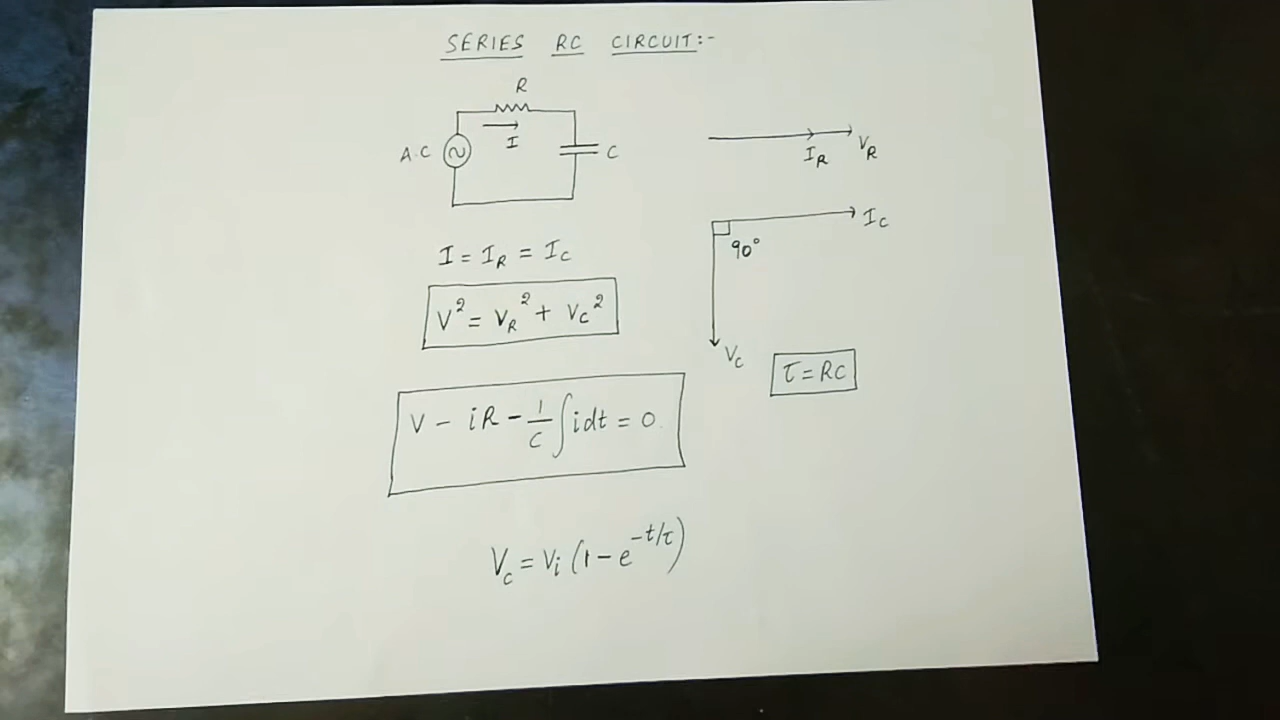 SERIES RC CIRCUIT:-
R
A.C
I
C
I_R V_R
I_C
90°
V_C
I = I_R = I_C
V² = V_R² + V_C²
τ = RC
V - iR - 1/C ∫ i dt = 0.
V_c = V_i (1 - e^{-t/τ})